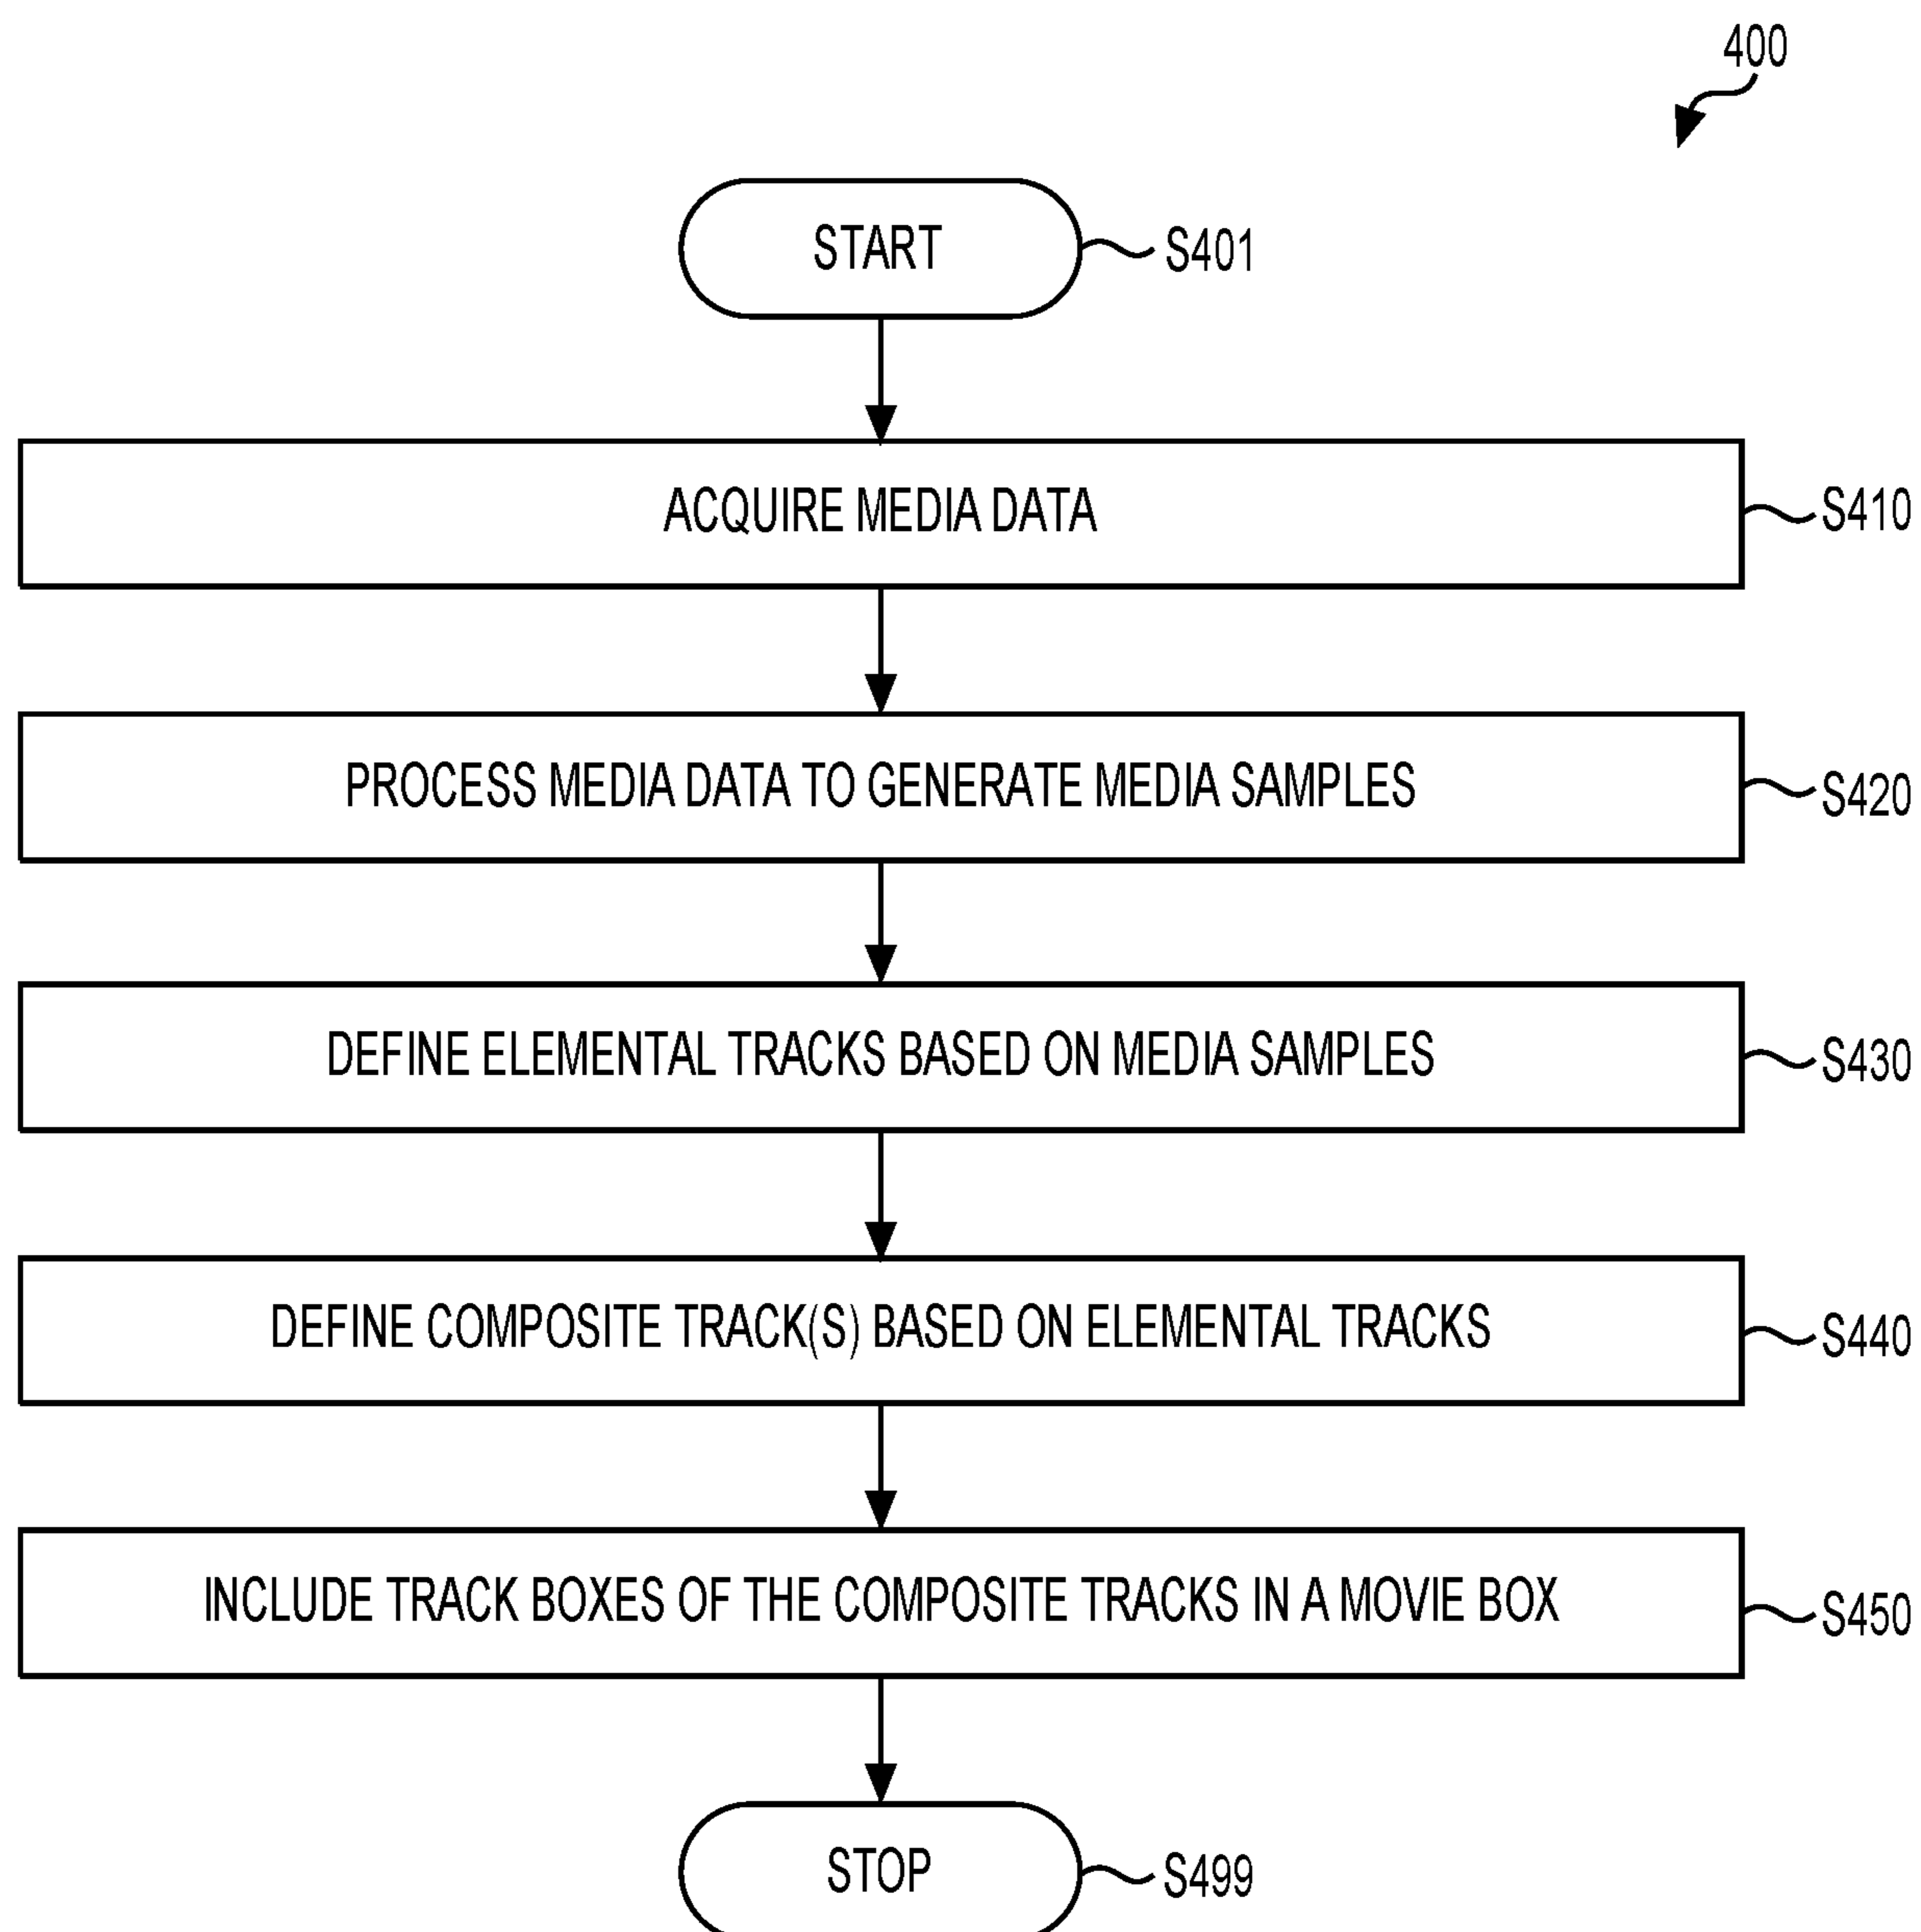 400
START
S401
ACQUIRE MEDIA DATA
S410
PROCESS MEDIA DATA TO GENERATE MEDIA SAMPLES
S420
DEFINE ELEMENTAL TRACKS BASED ON MEDIA SAMPLES
S430
DEFINE COMPOSITE TRACK(S) BASED ON ELEMENTAL TRACKS
S440
INCLUDE TRACK BOXES OF THE COMPOSITE TRACKS IN A MOVIE BOX
S450
STOP
S499